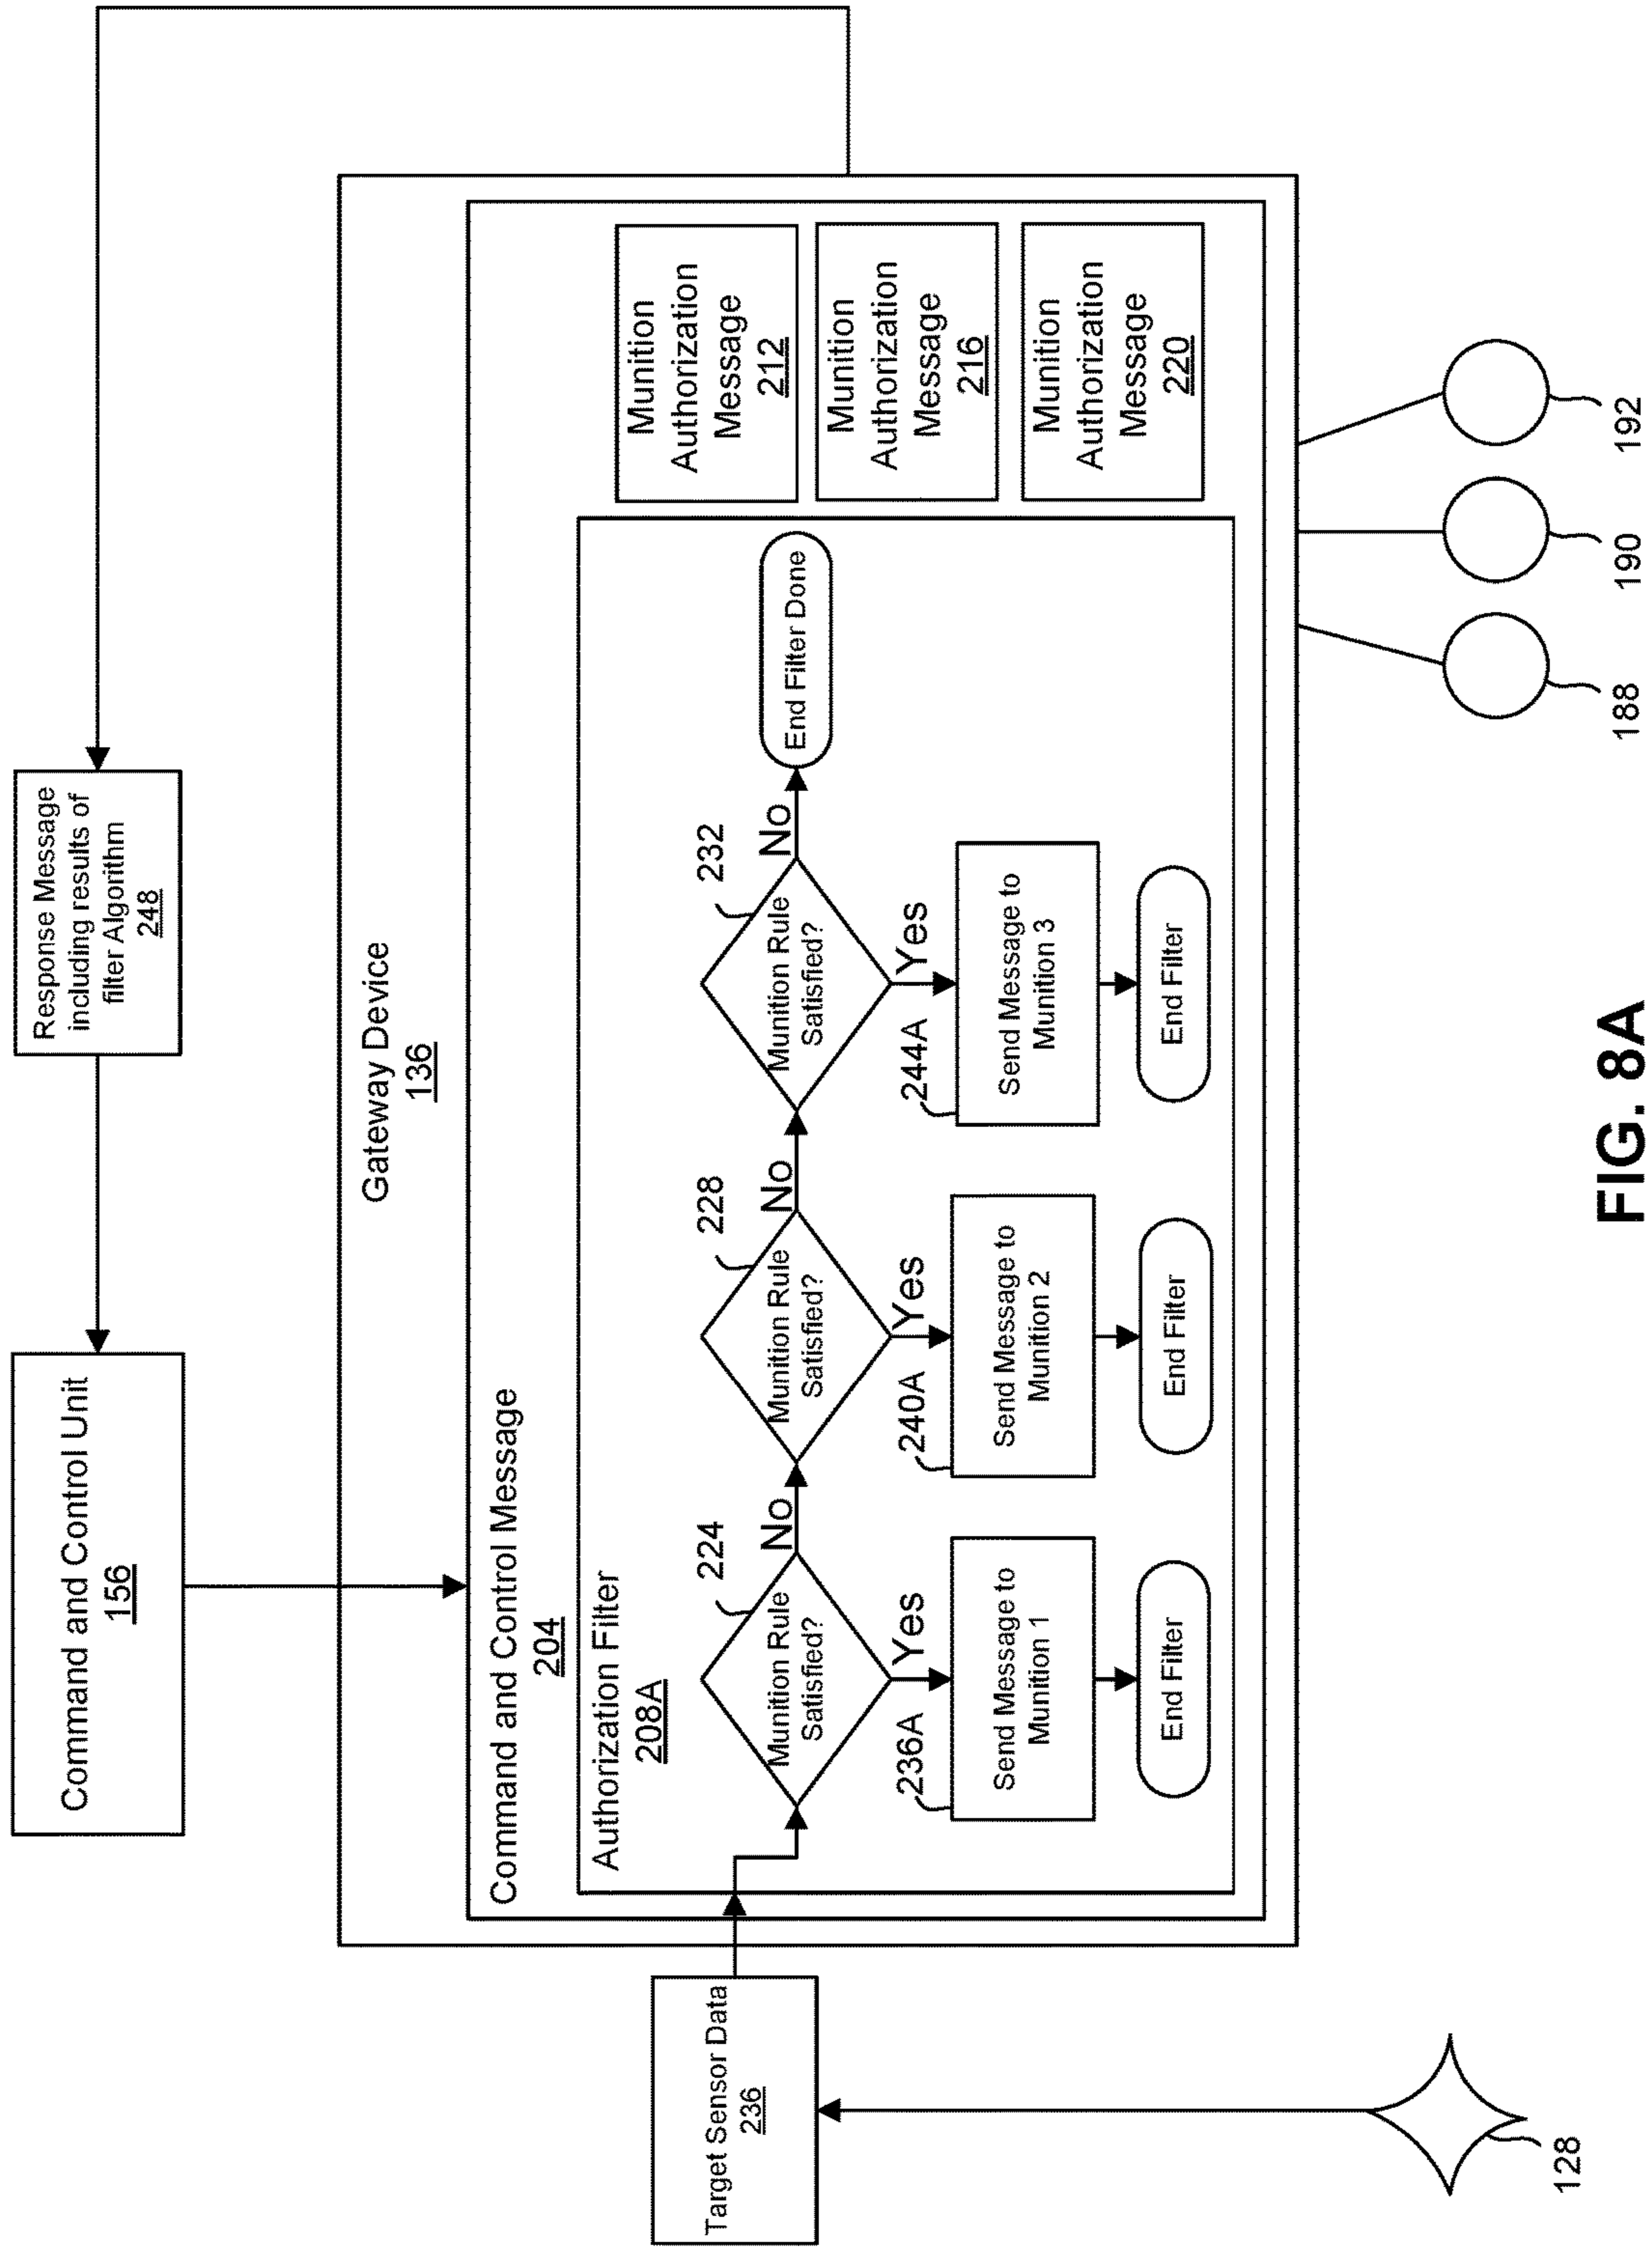 Command and Control Unit
156
Response Message
including results of
filter Algorithm
248
Gateway Device
136
Command and Control Message
204
Authorization Filter
208A
Target Sensor Data
236
128
224
Munition Rule
Satisfied?
No
Yes
236A
Send Message to
Munition 1
End Filter
228
Munition Rule
Satisfied?
No
Yes
240A
Send Message to
Munition 2
End Filter
232
Munition Rule
Satisfied?
No
Yes
244A
Send Message to
Munition 3
End Filter
End Filter Done
Munition
Authorization
Message
212
Munition
Authorization
Message
216
Munition
Authorization
Message
220
188
190
192
FIG. 8A